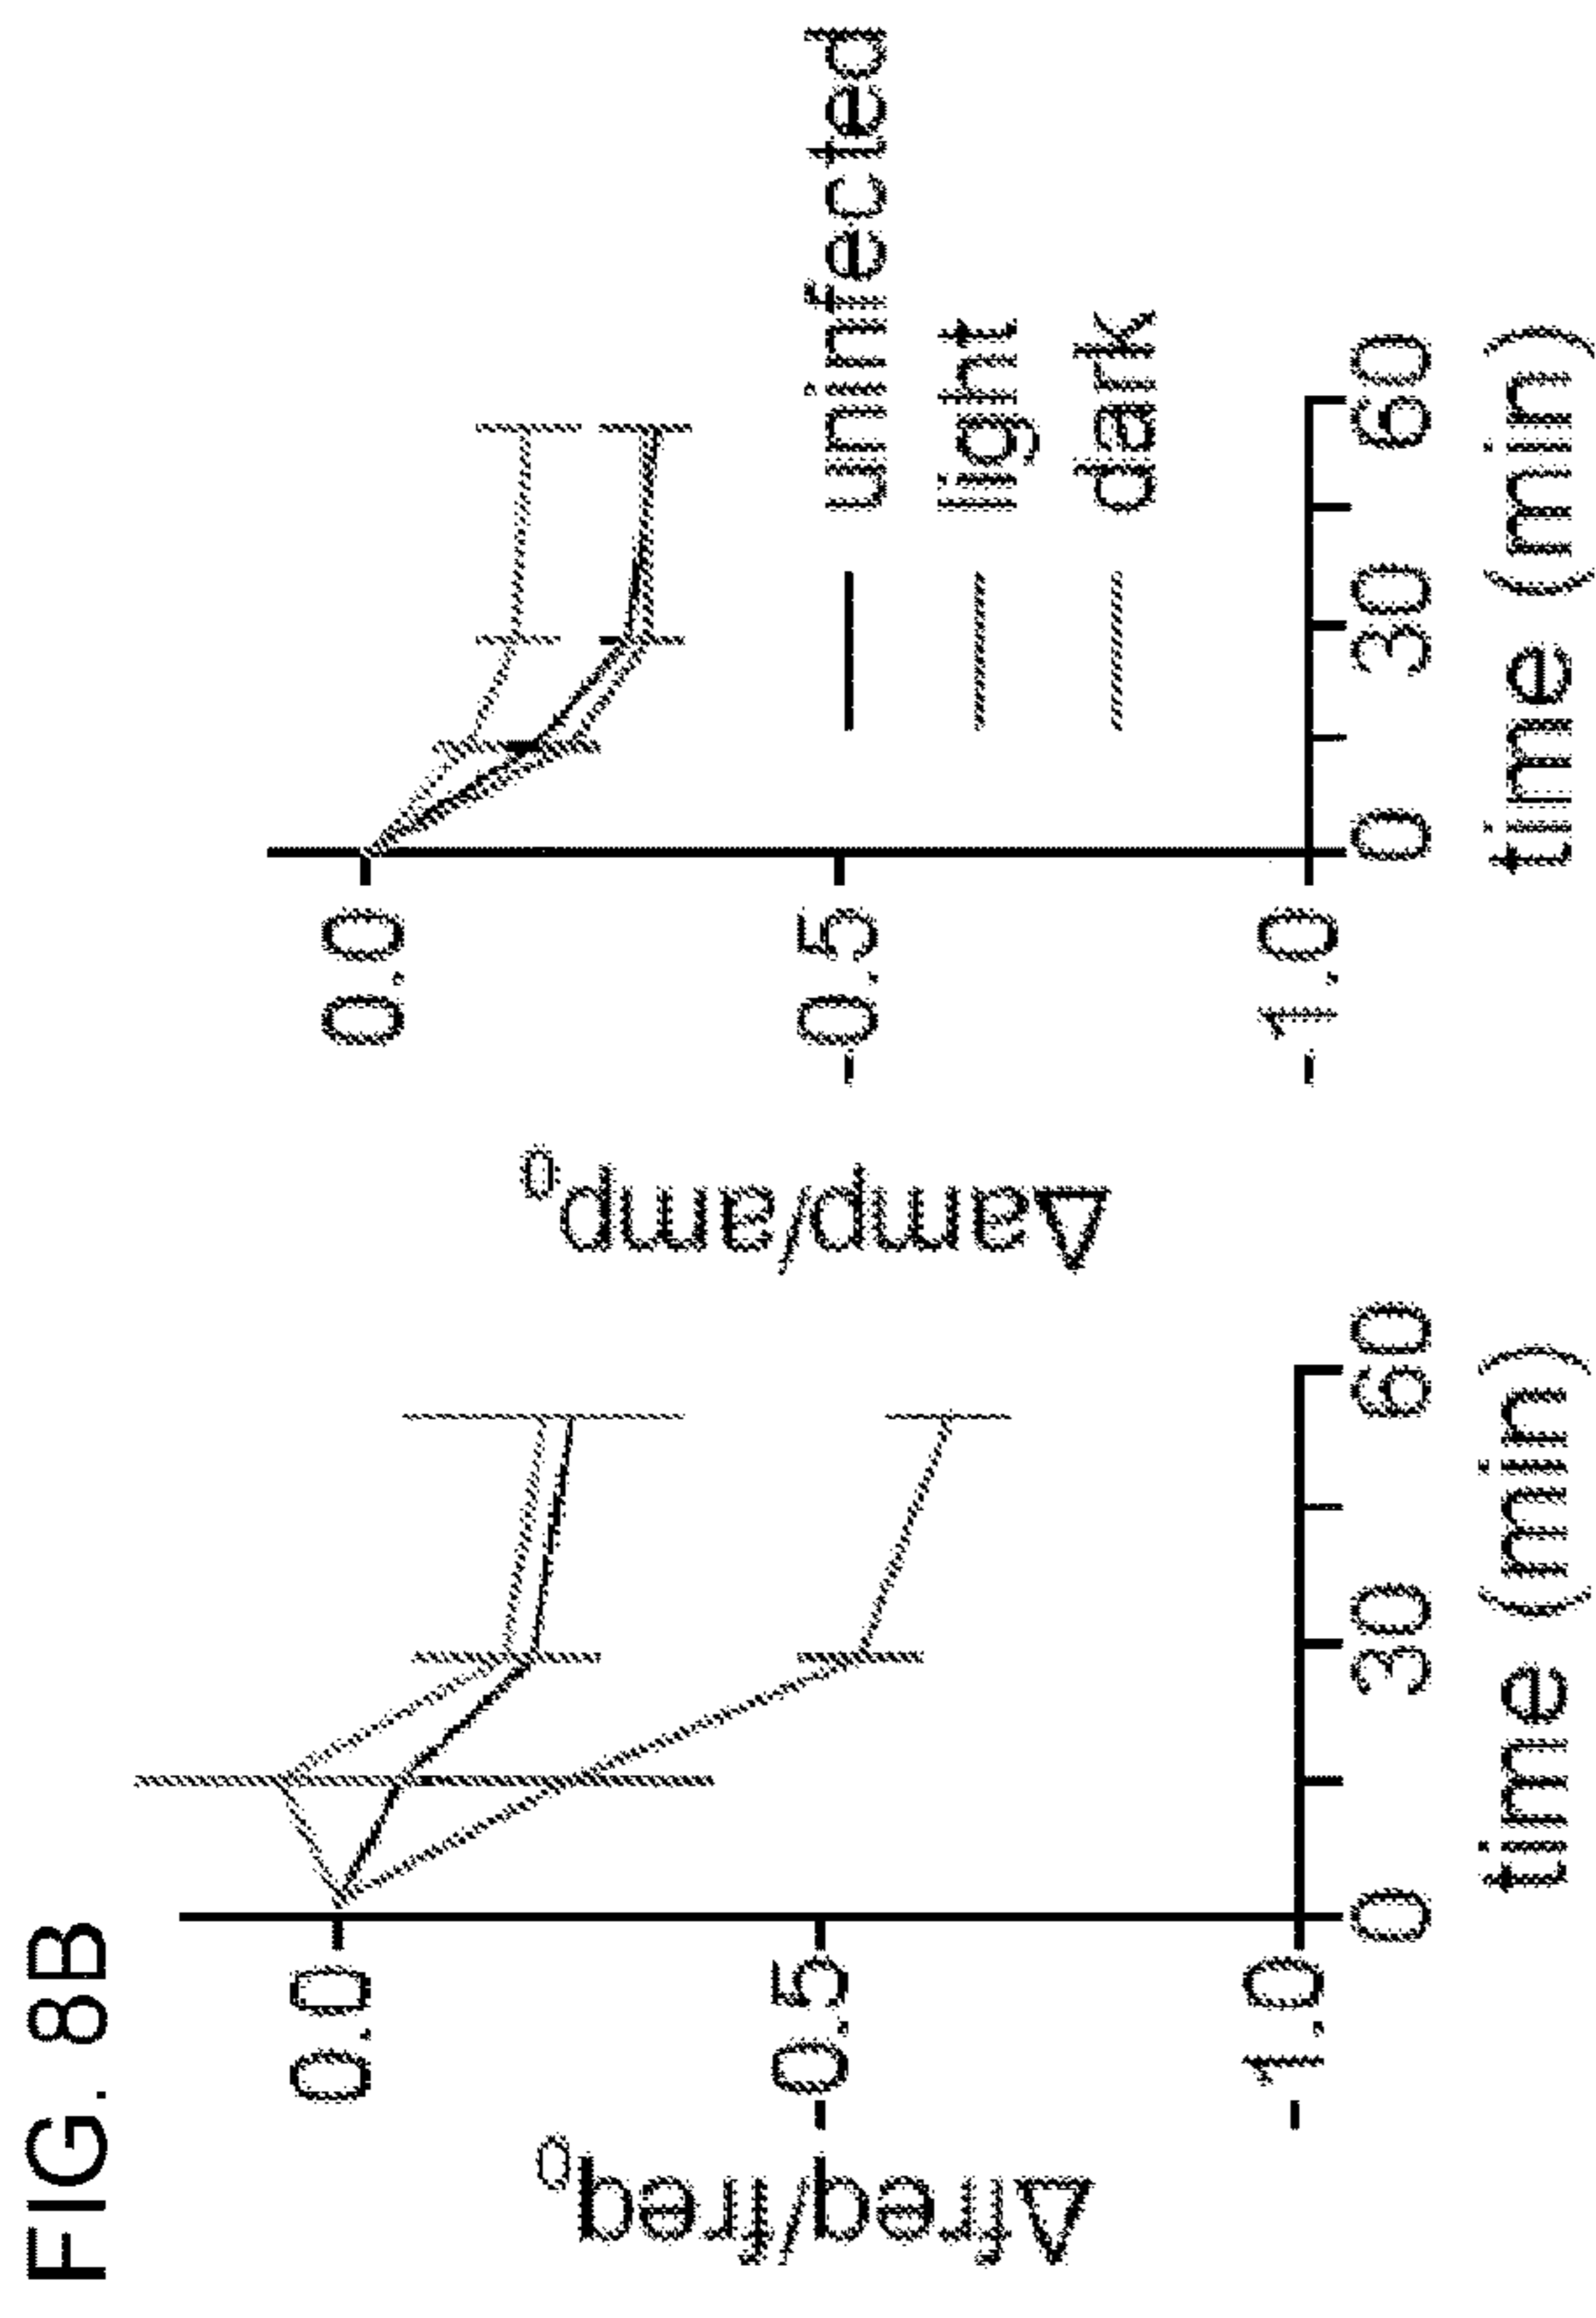 FIG. 8B
Δfreq/freq₀
0.0
-0.5
-1.0
0 30 60
time (min)
Δamp/amp₀
0.0
-0.5
-1.0
0 30 60
time (min)
uninfected
light
dark